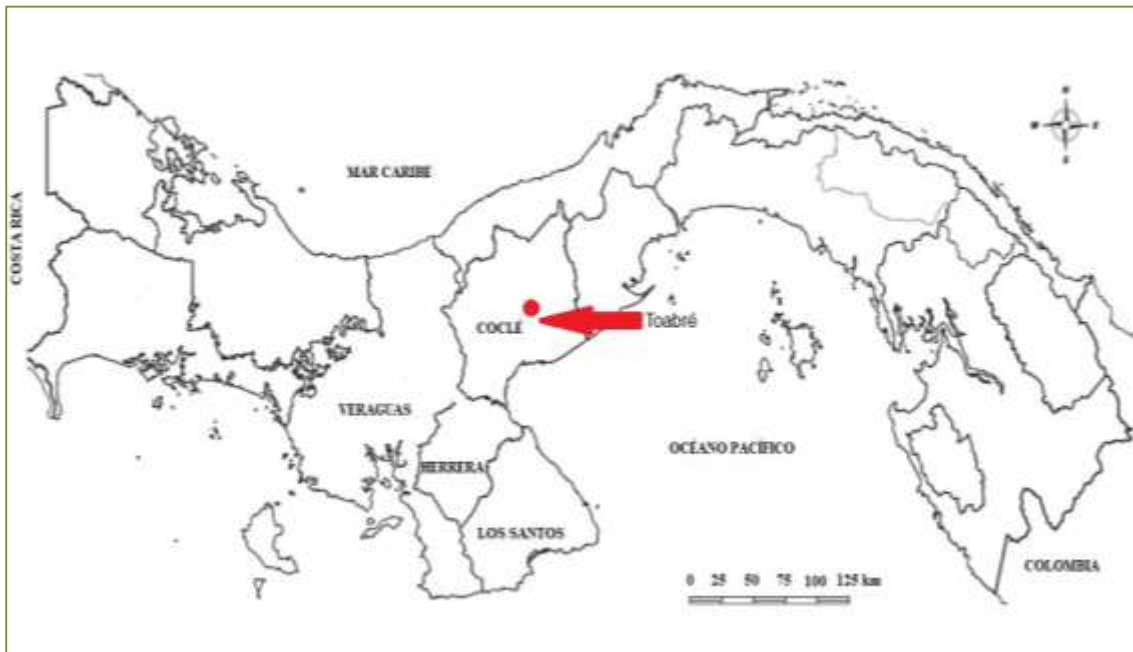 N
W E
S
MAR CARIBE
COSTA RICA
COCLÉ
Toabré
VERAGUAS
HERRERA
OCÉANO PACÍFICO
LOS SANTOS
COLOMBIA
0 25 50 75 100 125 km